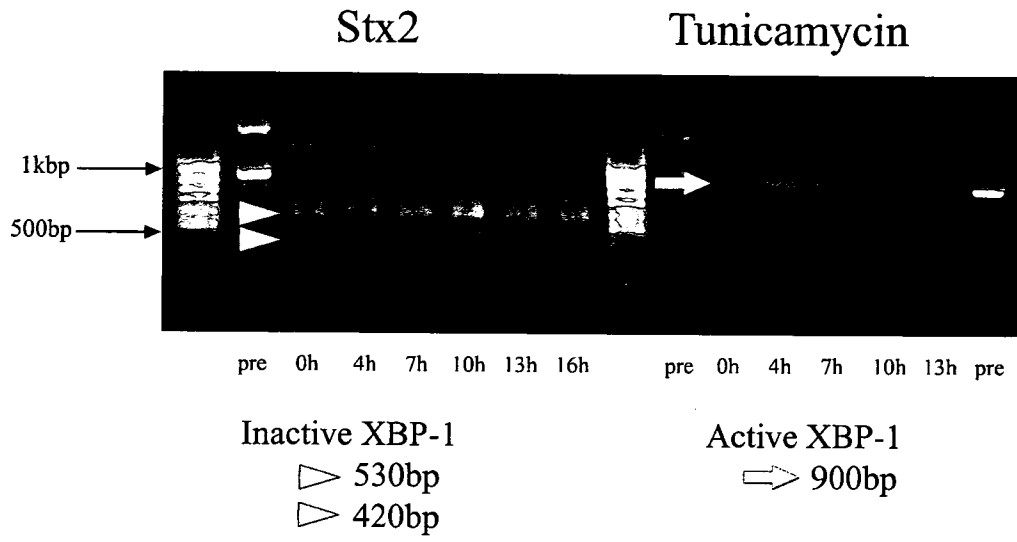 Stx2 Tunicamycin
1kbp
500bp
pre 0h 4h 7h 10h 13h 16h pre 0h 4h 7h 10h 13h pre
Inactive XBP-1 Active XBP-1
530bp 900bp
420bp